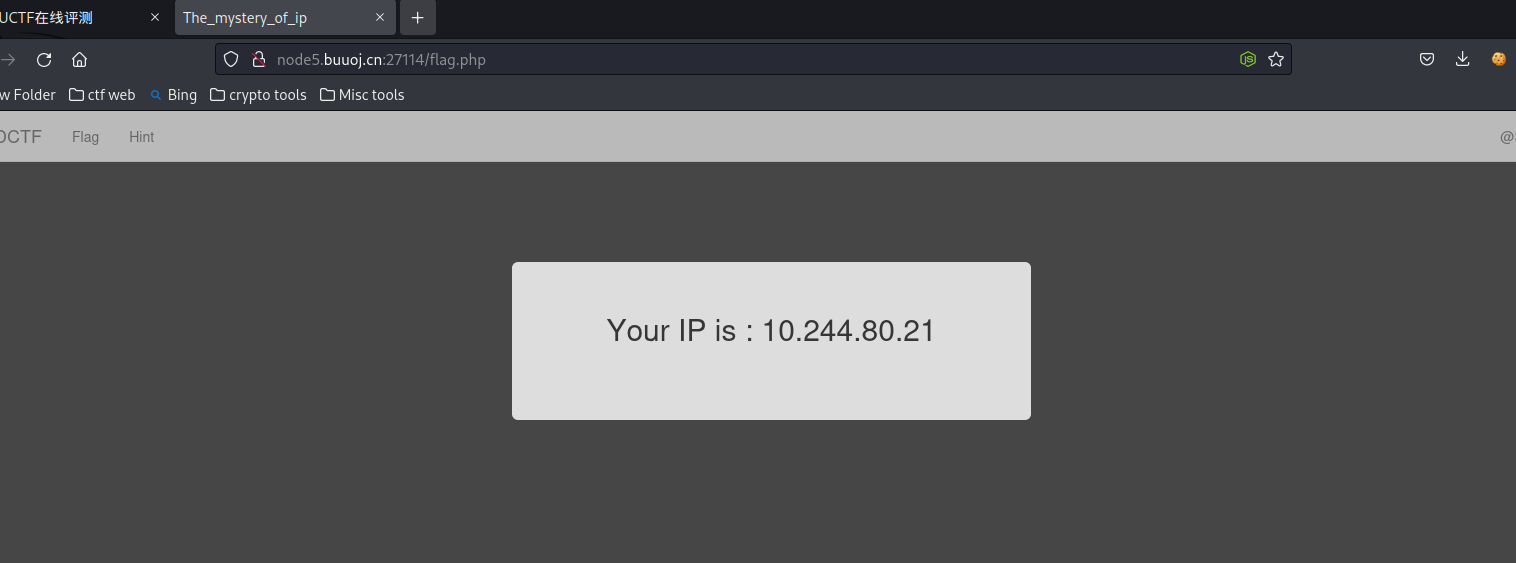 UCTF在线评测
The_mystery_of_ip
node5.buuoj.cn:27114/flag.php
w Folder ctf web Bing crypto tools Misc tools
CTF Flag Hint @
Your IP is : 10.244.80.21